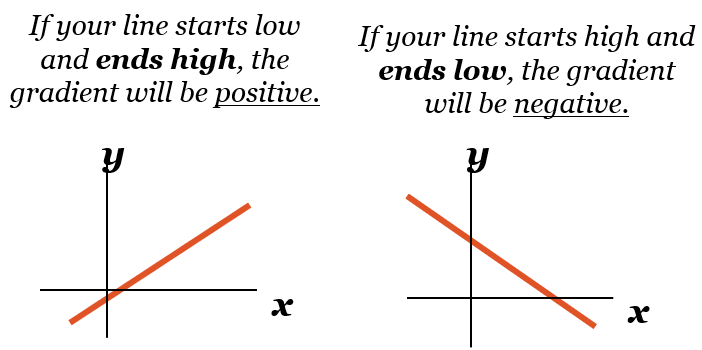 If your line starts low
and ends high, the
gradient will be positive.
If your line starts high and
ends low, the gradient
will be negative.
y
x
y
x